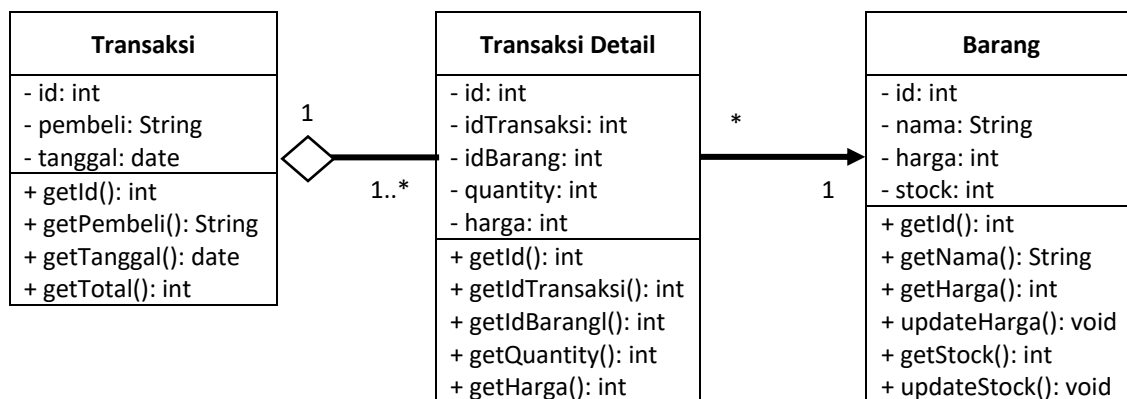 Transaksi
- id: int
- pembeli: String
- tanggal: date
+ getId(): int
+ getPembeli(): String
+ getTanggal(): date
+ getTotal(): int
1
1..*
Transaksi Detail
- id: int
- idTransaksi: int
- idBarang: int
- quantity: int
- harga: int
+ getId(): int
+ getIdTransaksi(): int
+ getIdBarangl(): int
+ getQuantity(): int
+ getHarga(): int
*
1
Barang
- id: int
- nama: String
- harga: int
- stock: int
+ getId(): int
+ getNama(): String
+ getHarga(): int
+ updateHarga(): void
+ getStock(): int
+ updateStock(): void